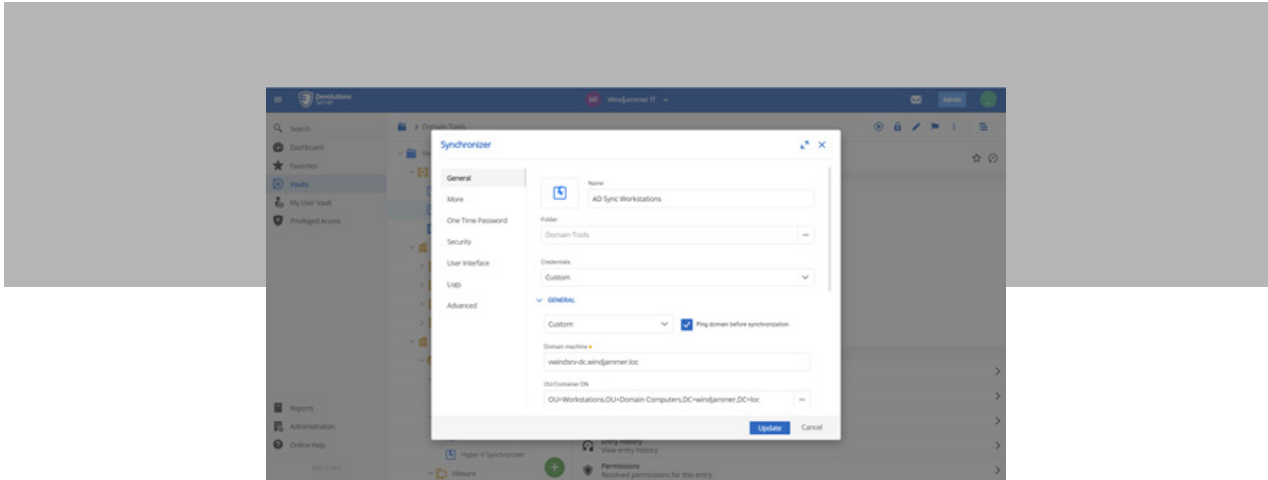 Devolutions
Server
WI Windjammer IT
Admin
Search
Dashboard
Favorites
Vaults
My User Vault
Privileged Access
Reports
Administration
Online Help
Domain Tools
Synchronizer
General
More
One Time Password
Security
User Interface
Logs
Advanced
Name
AD Sync Workstations
Folder
Domain Tools
Credentials
Custom
GENERAL
Custom
Ping domain before synchronization
Domain machine
vwindsrv-dc.windjammer.loc
OU/Container DN
OU=Workstations,OU=Domain Computers,DC=windjammer,DC=loc
Update Cancel
Hyper-V Synchronizer
VMware
Entry history
View entry history
Permissions
Resolved permissions for this entry.